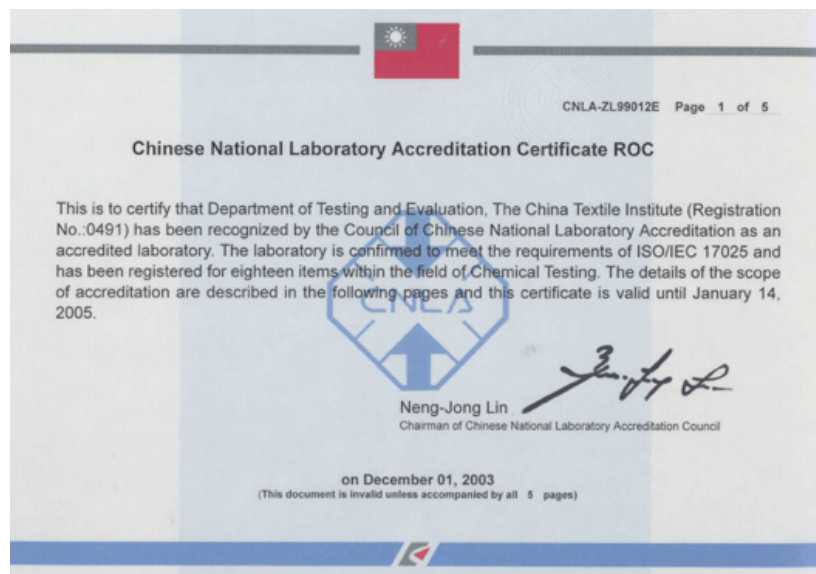 CNLA-ZL99012E Page 1 of 5
Chinese National Laboratory Accreditation Certificate ROC
This is to certify that Department of Testing and Evaluation, The China Textile Institute (Registration
No.:0491) has been recognized by the Council of Chinese National Laboratory Accreditation as an
accredited laboratory. The laboratory is confirmed to meet the requirements of ISO/IEC 17025 and
has been registered for eighteen items within the field of Chemical Testing. The details of the scope
of accreditation are described in the following pages and this certificate is valid until January 14,
2005.
CNLA
Neng-Jong Lin
Chairman of Chinese National Laboratory Accreditation Council
on December 01, 2003
(This document is invalid unless accompanied by all 5 pages)